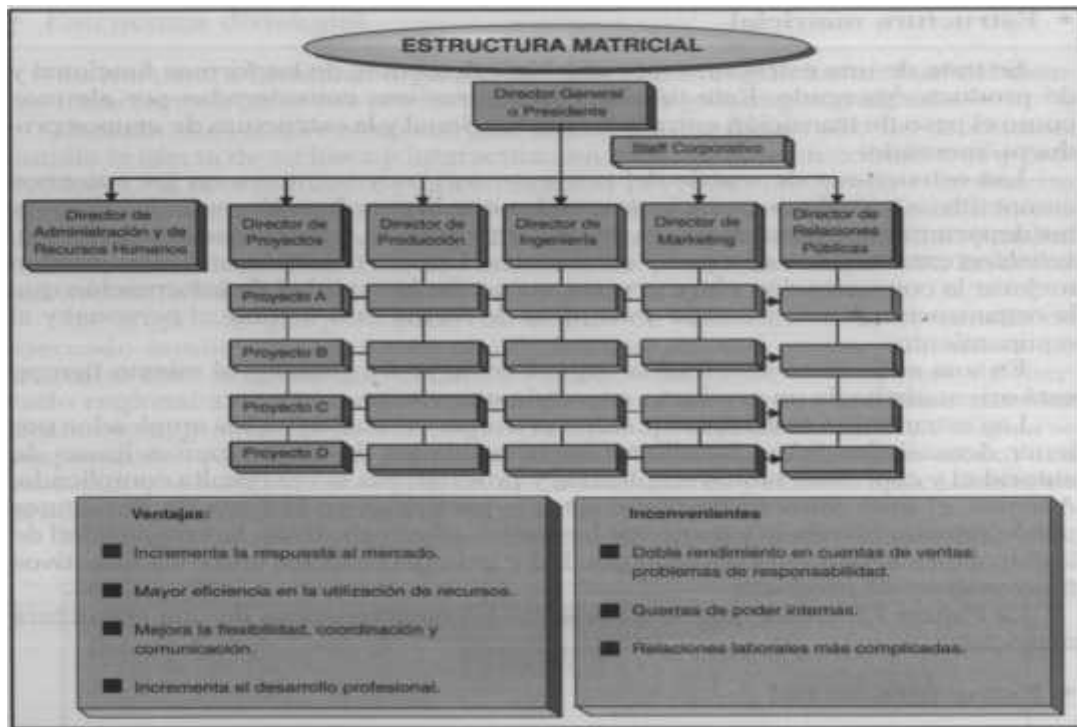 ESTRUCTURA MATRICIAL
Director General
o Presidente
Staff Corporativo
Director de
Administración y de
Recursos Humanos
Director de
Proyectos
Director de
Producción
Director de
Ingeniería
Director de
Marketing
Director de
Relaciones
Públicas
Proyecto A
Proyecto B
Proyecto C
Proyecto D
Ventajas:
Incrementa la respuesta al mercado.
Mayor eficiencia en la utilización de recursos.
Mejora la flexibilidad, coordinación y
comunicación.
Incrementa el desarrollo profesional.
Inconvenientes
Doble rendimiento en cuentas de ventas:
problemas de responsabilidad.
Guerras de poder internas.
Relaciones laborales más complicadas.